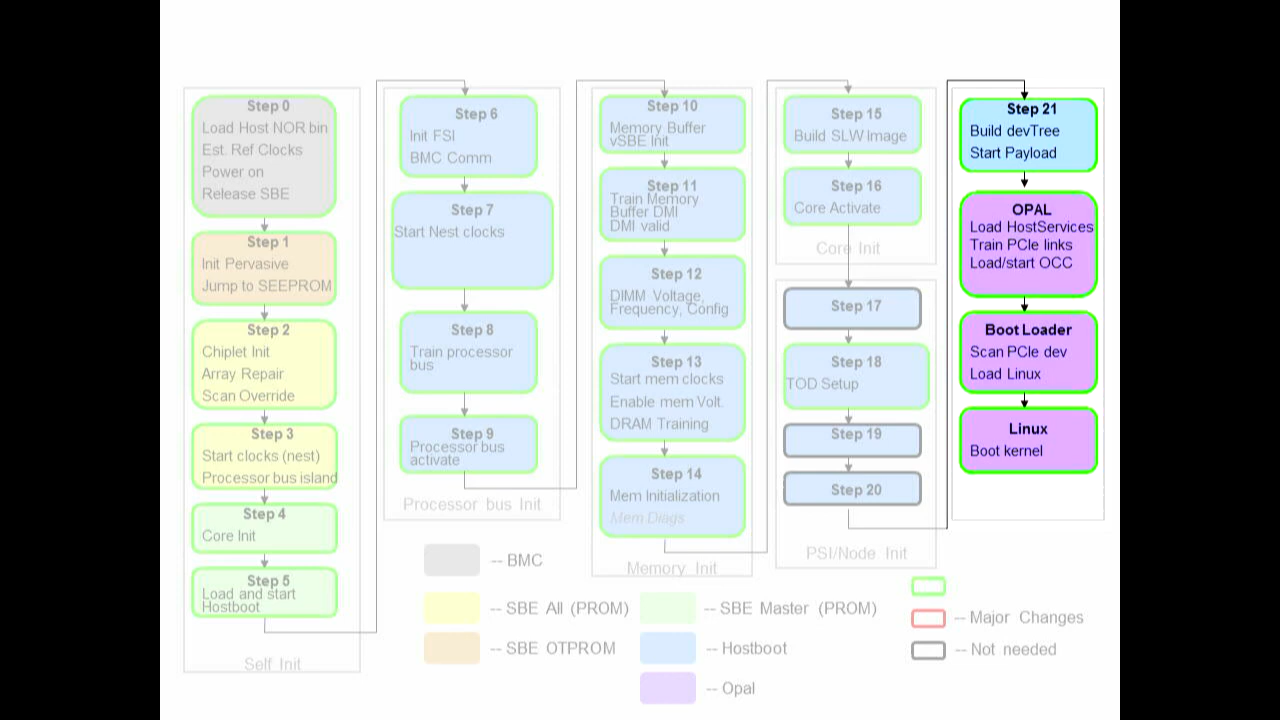 Step 0
Load Host NOR bin
Est. Ref Clocks
Power on
Release SBE
Step 1
Init Pervasive
Jump to SEEPROM
Step 2
Chiplet Init
Array Repair
Scan Override
Step 3
Start clocks (nest)
Processor bus island
Step 4
Core Init
Step 5
Load and start
Hostboot
Self Init
Step 6
Init FSI
BMC Comm
Step 7
Start Nest clocks
Step 8
Train processor
bus
Step 9
Processor bus
activate
Processor bus Init
Step 10
Memory Buffer
vSBE Init
Step 11
Train Memory
Buffer DMI
DMI valid
Step 12
DIMM Voltage,
Frequency, Config
Step 13
Start mem clocks
Enable mem Volt.
DRAM Training
Step 14
Mem Initialization
Mem Diags
Memory Init
Step 15
Build SLW Image
Step 16
Core Activate
Core Init
Step 17
Step 18
TOD Setup
Step 19
Step 20
PSI/Node Init
Step 21
Build devTree
Start Payload
OPAL
Load HostServices
Train PCIe links
Load/start OCC
Boot Loader
Scan PCIe dev
Load Linux
Linux
Boot kernel
-- BMC
-- SBE All (PROM)
-- SBE OTPROM
-- SBE Master (PROM)
-- Hostboot
-- Opal
-- Major Changes
-- Not needed